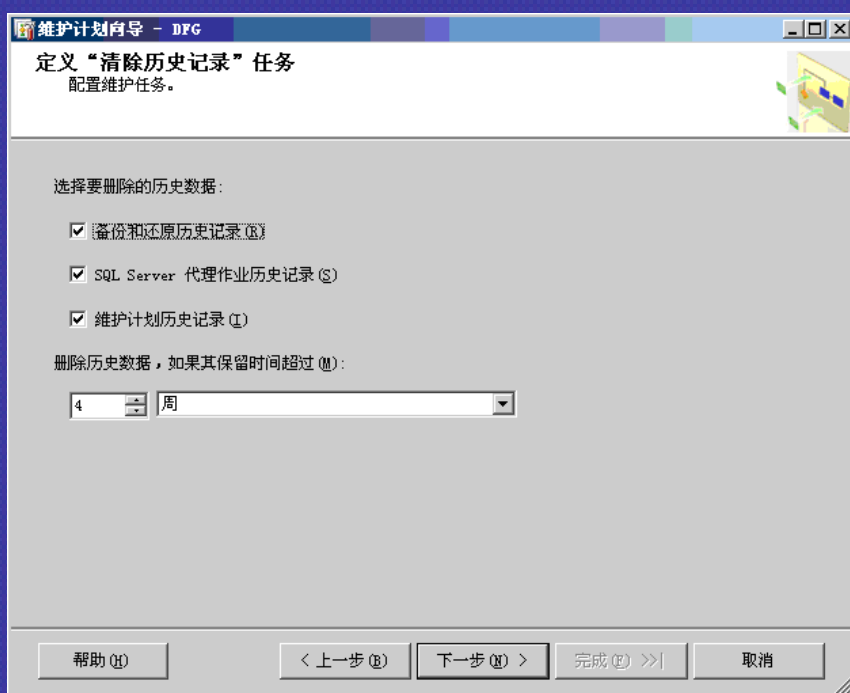 维护计划向导 - DFG
定义“清除历史记录”任务
配置维护任务。
选择要删除的历史数据:
备份和还原历史记录(R)
SQL Server 代理作业历史记录(S)
维护计划历史记录(I)
删除历史数据，如果其保留时间超过(M):
4 周
帮助(H) < 上一步(B) 下一步(N) > 完成(F) >>| 取消